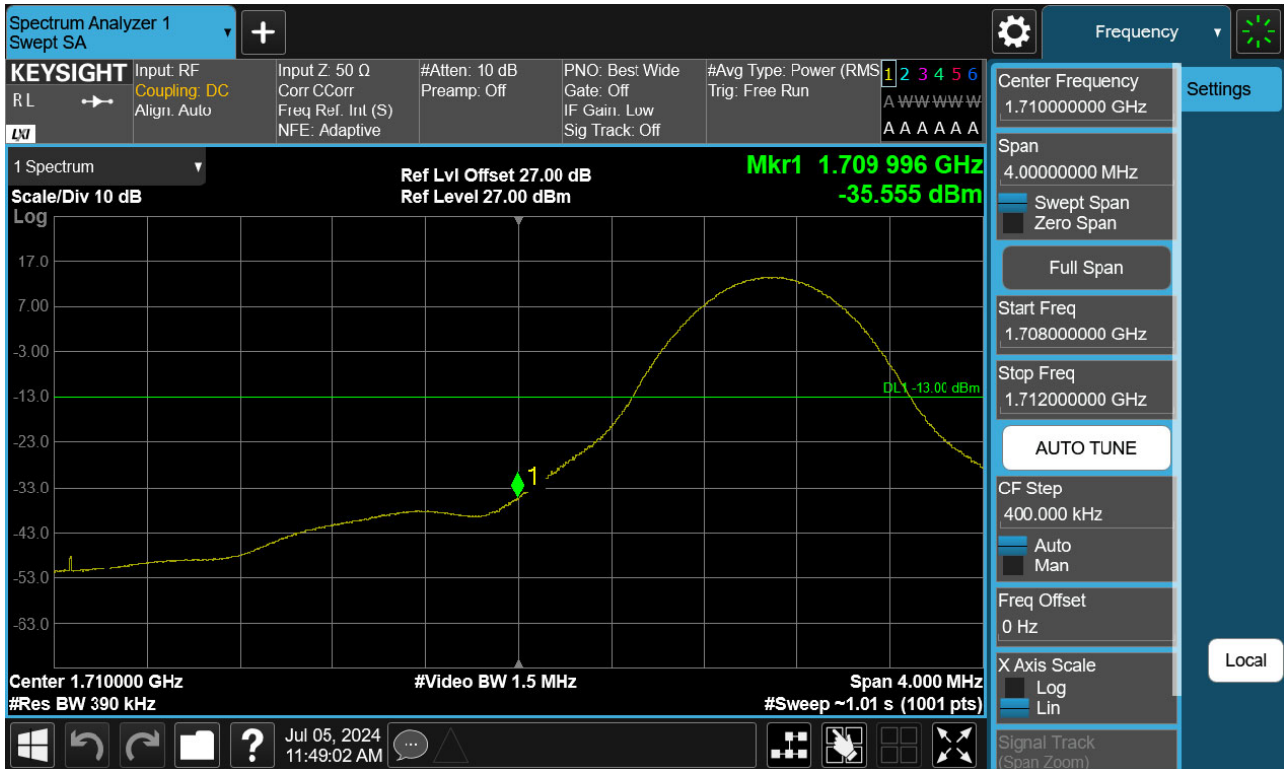 Spectrum Analyzer 1
Swept SA
+
Frequency
KEYSIGHT
RL
LXI
Input: RF
Coupling: DC
Align: Auto
Input Z: 50 Ω
Corr CCorr
Freq Ref: Int (S)
NFE: Adaptive
#Atten: 10 dB
Preamp: Off
PNO: Best Wide
Gate: Off
IF Gain: Low
Sig Track: Off
#Avg Type: Power (RMS
Trig: Free Run
1 2 3 4 5 6
A W W W W W
A A A A A A
1 Spectrum
Scale/Div 10 dB
Log
Ref Lvl Offset 27.00 dB
Ref Level 27.00 dBm
Mkr1 1.709 996 GHz
-35.555 dBm
17.0
7.00
-3.00
-13.0
-23.0
-33.0
-43.0
-53.0
-63.0
DL1 -13.00 dBm
1
Center 1.710000 GHz
#Res BW 390 kHz
#Video BW 1.5 MHz
Span 4.000 MHz
#Sweep ~1.01 s (1001 pts)
Center Frequency
1.710000000 GHz
Span
4.00000000 MHz
Swept Span
Zero Span
Full Span
Start Freq
1.708000000 GHz
Stop Freq
1.712000000 GHz
AUTO TUNE
CF Step
400.000 kHz
Auto
Man
Freq Offset
0 Hz
X Axis Scale
Log
Lin
Signal Track
(Span Zoom)
Settings
Local
?
Jul 05, 2024
11:49:02 AM